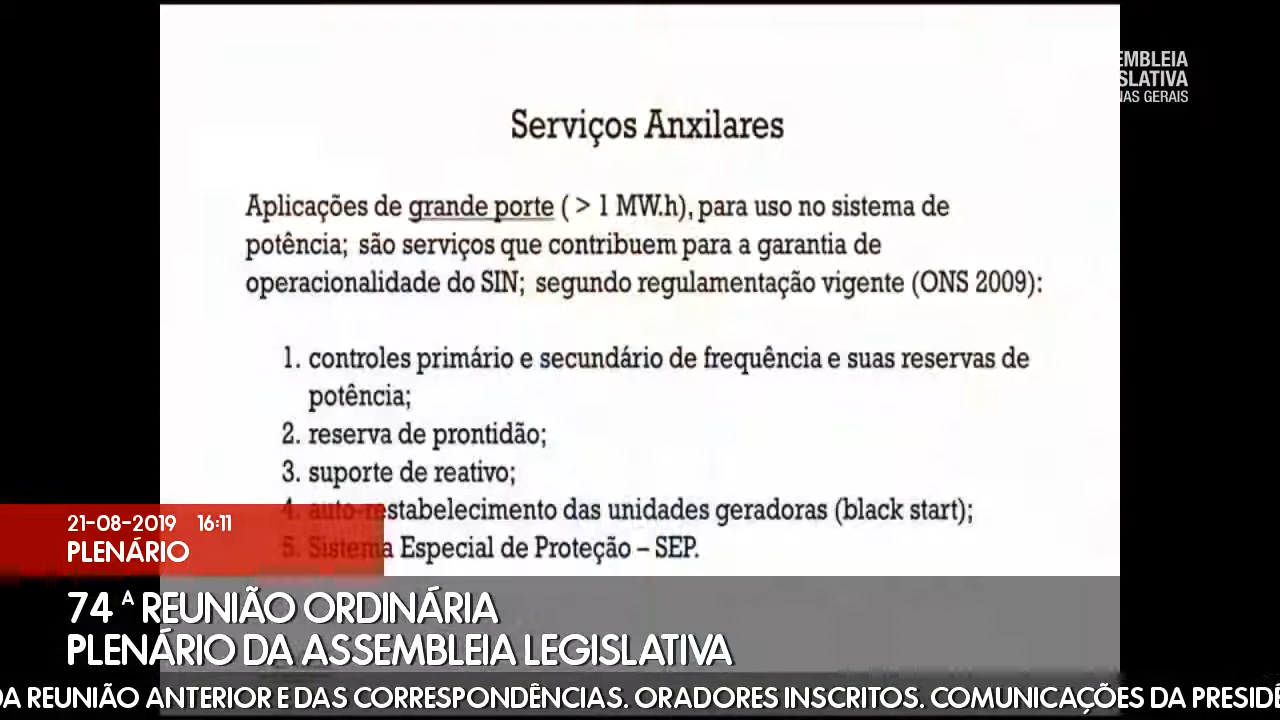 EMBLEIA
SLATIVA
NAS GERAIS
Serviços Anxilares
Aplicações de grande porte ( > 1 MW.h), para uso no sistema de
potência; são serviços que contribuem para a garantia de
operacionalidade do SIN; segundo regulamentação vigente (ONS 2009):
1. controles primário e secundário de frequência e suas reservas de
potência;
2. reserva de prontidão;
3. suporte de reativo;
4. auto-restabelecimento das unidades geradoras (black start);
5. Sistema Especial de Proteção – SEP.
21-08-2019 16:11
PLENÁRIO
74 ª REUNIÃO ORDINÁRIA
PLENÁRIO DA ASSEMBLEIA LEGISLATIVA
DA REUNIÃO ANTERIOR E DAS CORRESPONDÊNCIAS. ORADORES INSCRITOS. COMUNICAÇÕES DA PRESIDÊ